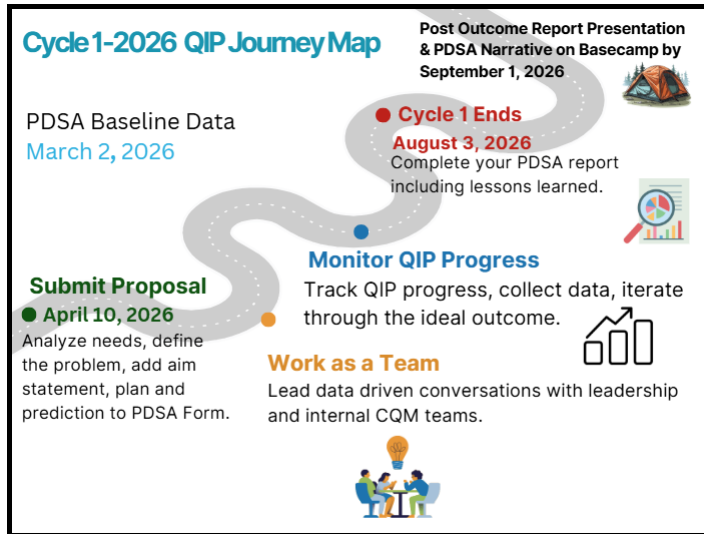 Cycle 1-2026 QIP Journey Map
Post Outcome Report Presentation
& PDSA Narrative on Basecamp by
September 1, 2026
PDSA Baseline Data
March 2, 2026
Cycle 1 Ends
August 3, 2026
Complete your PDSA report
including lessons learned.
Monitor QIP Progress
Track QIP progress, collect data, iterate
through the ideal outcome.
Submit Proposal
April 10, 2026
Analyze needs, define
the problem, add aim
statement, plan and
prediction to PDSA Form.
Work as a Team
Lead data driven conversations with leadership
and internal CQM teams.